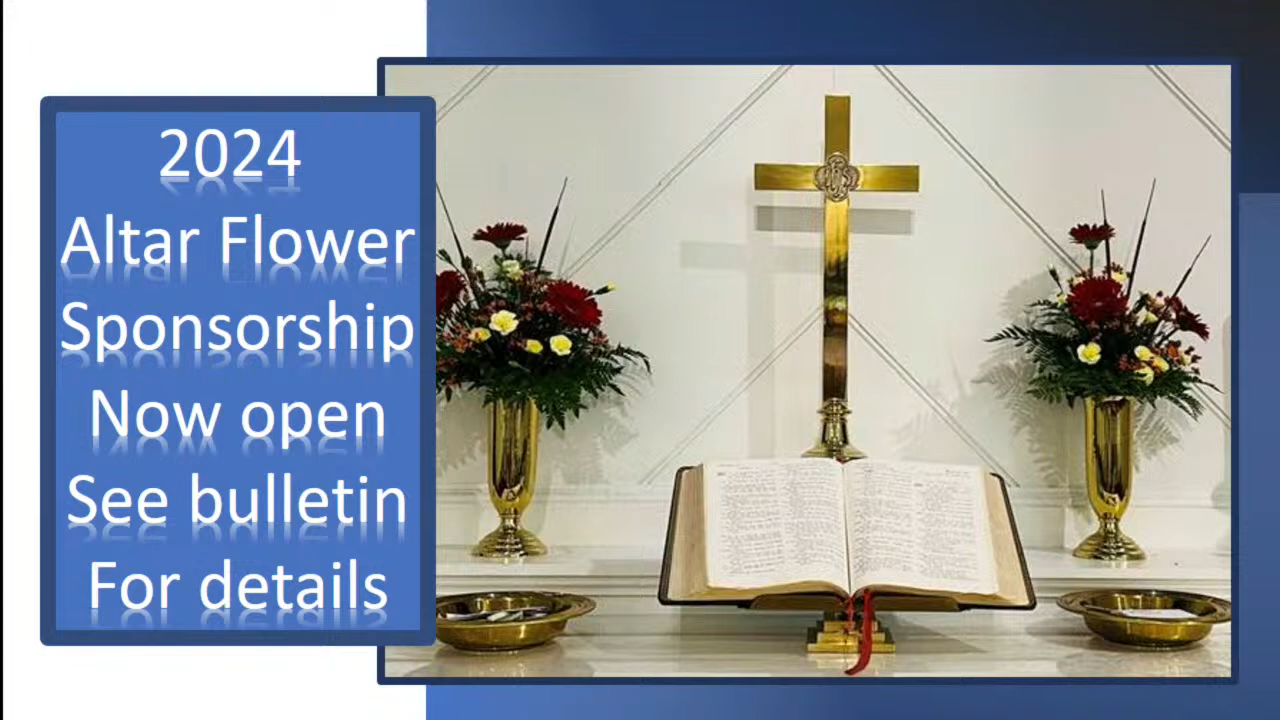 2024
Altar Flower
Sponsorship
Now open
See bulletin
For details